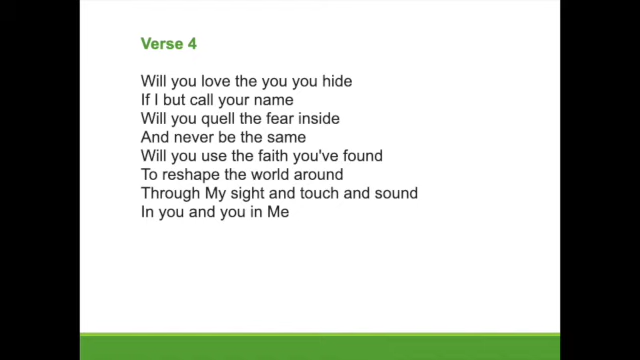 Verse 4
Will you love the you you hide
If I but call your name
Will you quell the fear inside
And never be the same
Will you use the faith you've found
To reshape the world around
Through My sight and touch and sound
In you and you in Me